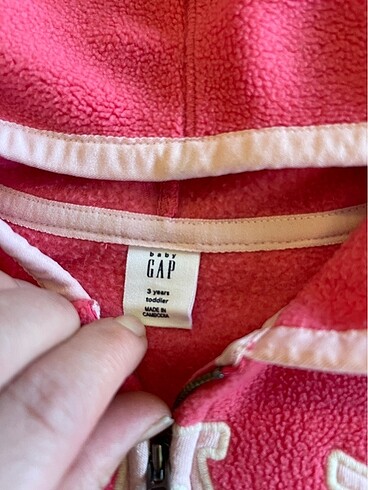 baby
GAP
3 years
toddler
MADE IN
CAMBODIA